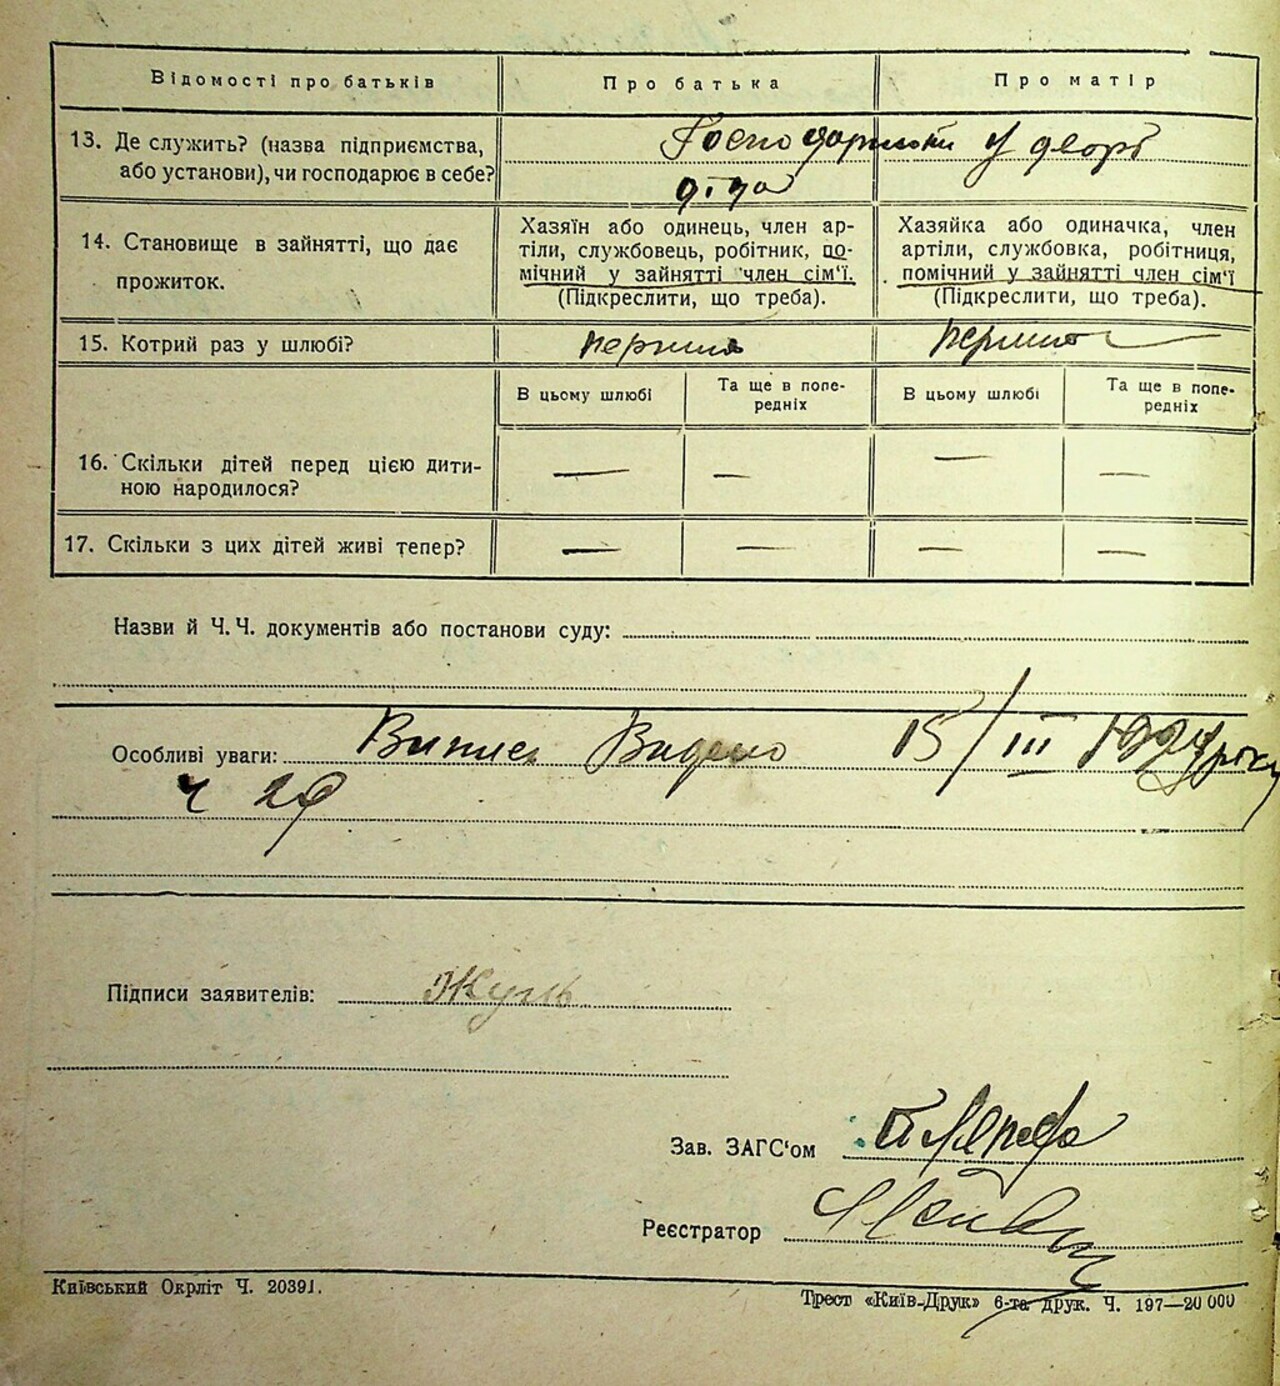 Відомості про батьків Про батька Про матір
13. Де служить? (назва підприємства, або установи), чи господарює в себе? у дворі
діда
14. Становище в зайнятті, що дає прожиток.
Хазяїн або одинець, член ар-
тіли, службовець, робітник, по-
мічний у зайнятті член сім'ї.
(Підкреслити, що треба).
Хазяйка або одиначка, член
артіли, службовка, робітниця,
помічний у зайнятті член сім'ї
(Підкреслити, що треба).
15. Котрий раз у шлюбі?
В цьому шлюбі
Та ще в попе-
редніх
В цьому шлюбі
Та ще в попе-
редніх
16. Скільки дітей перед цією дити-
ною народилося? — — — —
17. Скільки з цих дітей живі тепер? — — — —
Назви й Ч.Ч. документів або постанови суду:
Особливі уваги: Випис Видано 15/III року
ч
Підписи заявителів:
Зав. ЗАГС'ом
Реєстратор
Київський Окрліт Ч. 20391.
Трест «Київ-Друк» 6-та друк. Ч. 197—20 000